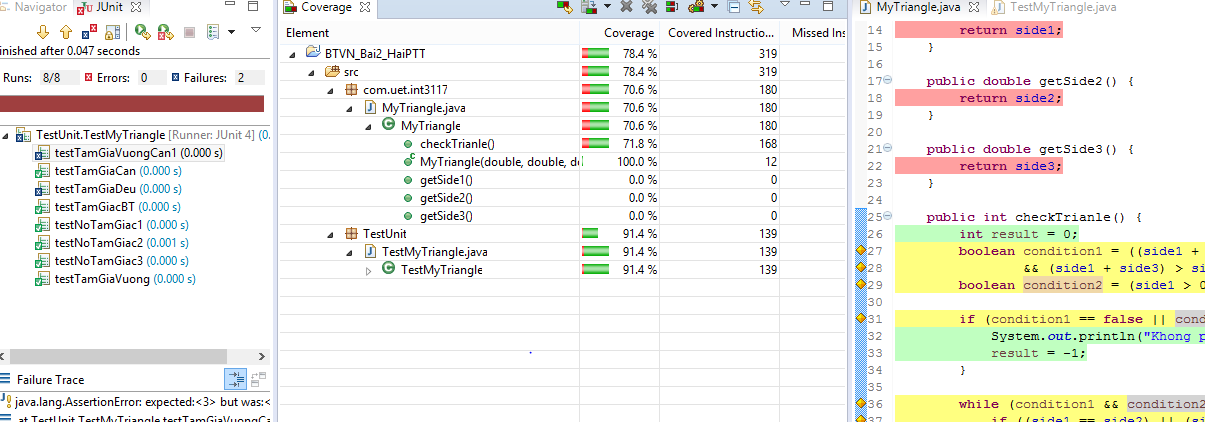 Navigator
JUnit
inished after 0.047 seconds
Runs: 8/8 Errors: 0 Failures: 2
TestUnit.TestMyTriangle [Runner: JUnit 4] (0.
testTamGiaVuongCan1 (0.000 s)
testTamGiaCan (0.000 s)
testTamGiaDeu (0.000 s)
testTamGiacBT (0.000 s)
testNoTamGiac1 (0.000 s)
testNoTamGiac2 (0.001 s)
testNoTamGiac3 (0.000 s)
testTamGiaVuong (0.000 s)
Failure Trace
java.lang.AssertionError: expected:<3> but was:<
at TestUnit.TestMyTriangle.testTamGiaVuongCa
Coverage
Element Coverage Covered Instructio... Missed Ins
BTVN_Bai2_HaiPTT 78.4 % 319
src 78.4 % 319
com.uet.int3117 70.6 % 180
MyTriangle.java 70.6 % 180
MyTriangle 70.6 % 180
checkTrianle() 71.8 % 168
MyTriangle(double, double, do 100.0 % 12
getSide1() 0.0 % 0
getSide2() 0.0 % 0
getSide3() 0.0 % 0
TestUnit 91.4 % 139
TestMyTriangle.java 91.4 % 139
TestMyTriangle 91.4 % 139
MyTriangle.java
TestMyTriangle.java
14 return side1;
15 }
16
17 public double getSide2() {
18 return side2;
19 }
20
21 public double getSide3() {
22 return side3;
23 }
24
25 public int checkTrianle() {
26 int result = 0;
27 boolean condition1 = ((side1 +
28 && (side1 + side3) > si
29 boolean condition2 = (side1 > 0
30
31 if (condition1 == false || cond
32 System.out.println("Khong p
33 result = -1;
34 }
35
36 while (condition1 && condition2
37 if ((side1 == side2) || (si